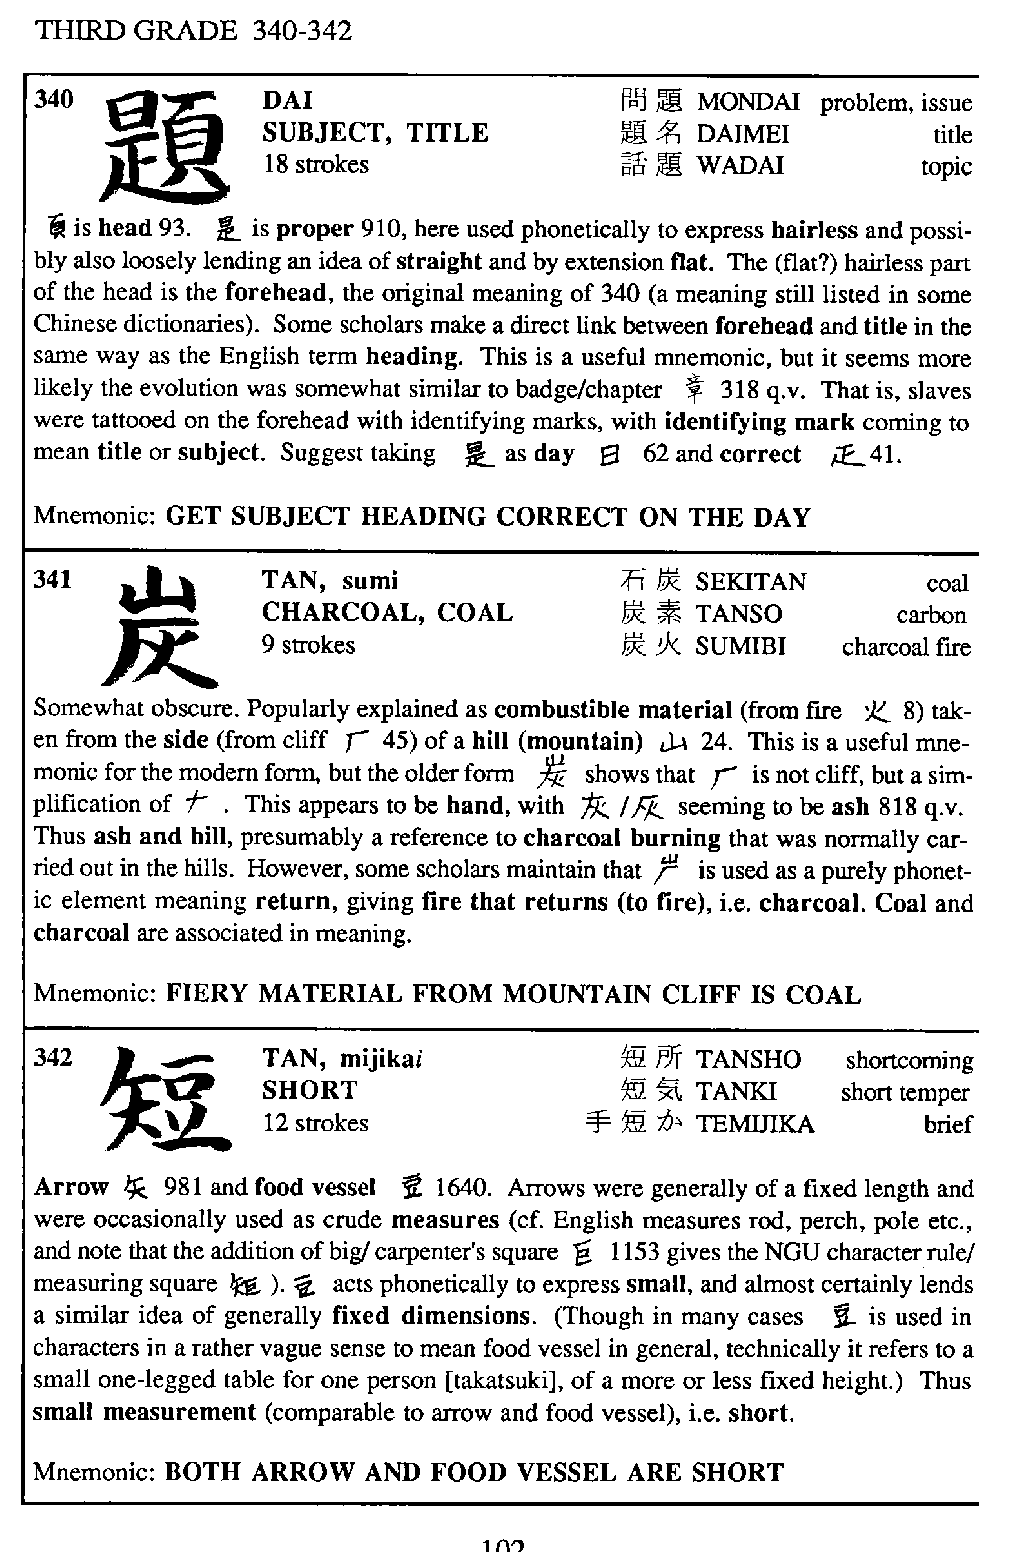 THIRD GRADE 340-342
340 題 DAI 問題 MONDAI problem, issue
SUBJECT, TITLE 題名 DAIMEI title
18 strokes 話題 WADAI topic
頁 is head 93. 是 is proper 910, here used phonetically to express hairless and possi-
bly also loosely lending an idea of straight and by extension flat. The (flat?) hairless part
of the head is the forehead, the original meaning of 340 (a meaning still listed in some
Chinese dictionaries). Some scholars make a direct link between forehead and title in the
same way as the English term heading. This is a useful mnemonic, but it seems more
likely the evolution was somewhat similar to badge/chapter 章 318 q.v. That is, slaves
were tattooed on the forehead with identifying marks, with identifying mark coming to
mean title or subject. Suggest taking 是 as day 日 62 and correct 正 41.
Mnemonic: GET SUBJECT HEADING CORRECT ON THE DAY
341 炭 TAN, sumi 石炭 SEKITAN coal
CHARCOAL, COAL 炭素 TANSO carbon
9 strokes 炭火 SUMIBI charcoal fire
Somewhat obscure. Popularly explained as combustible material (from fire 火 8) tak-
en from the side (from cliff 厂 45) of a hill (mountain) 山 24. This is a useful mne-
monic for the modern form, but the older form 炭 shows that 厂 is not cliff, but a sim-
plification of 𠂇 . This appears to be hand, with 灰 / 灰 seeming to be ash 818 q.v.
Thus ash and hill, presumably a reference to charcoal burning that was normally car-
ried out in the hills. However, some scholars maintain that 屵 is used as a purely phonet-
ic element meaning return, giving fire that returns (to fire), i.e. charcoal. Coal and
charcoal are associated in meaning.
Mnemonic: FIERY MATERIAL FROM MOUNTAIN CLIFF IS COAL
342 短 TAN, mijikai 短所 TANSHO shortcoming
SHORT 短気 TANKI short temper
12 strokes 手短か TEMIJIKA brief
Arrow 矢 981 and food vessel 豆 1640. Arrows were generally of a fixed length and
were occasionally used as crude measures (cf. English measures rod, perch, pole etc.,
and note that the addition of big/ carpenter's square 巨 1153 gives the NGU character rule/
measuring square 矩 ). 豆 acts phonetically to express small, and almost certainly lends
a similar idea of generally fixed dimensions. (Though in many cases 豆 is used in
characters in a rather vague sense to mean food vessel in general, technically it refers to a
small one-legged table for one person [takatsuki], of a more or less fixed height.) Thus
small measurement (comparable to arrow and food vessel), i.e. short.
Mnemonic: BOTH ARROW AND FOOD VESSEL ARE SHORT
102